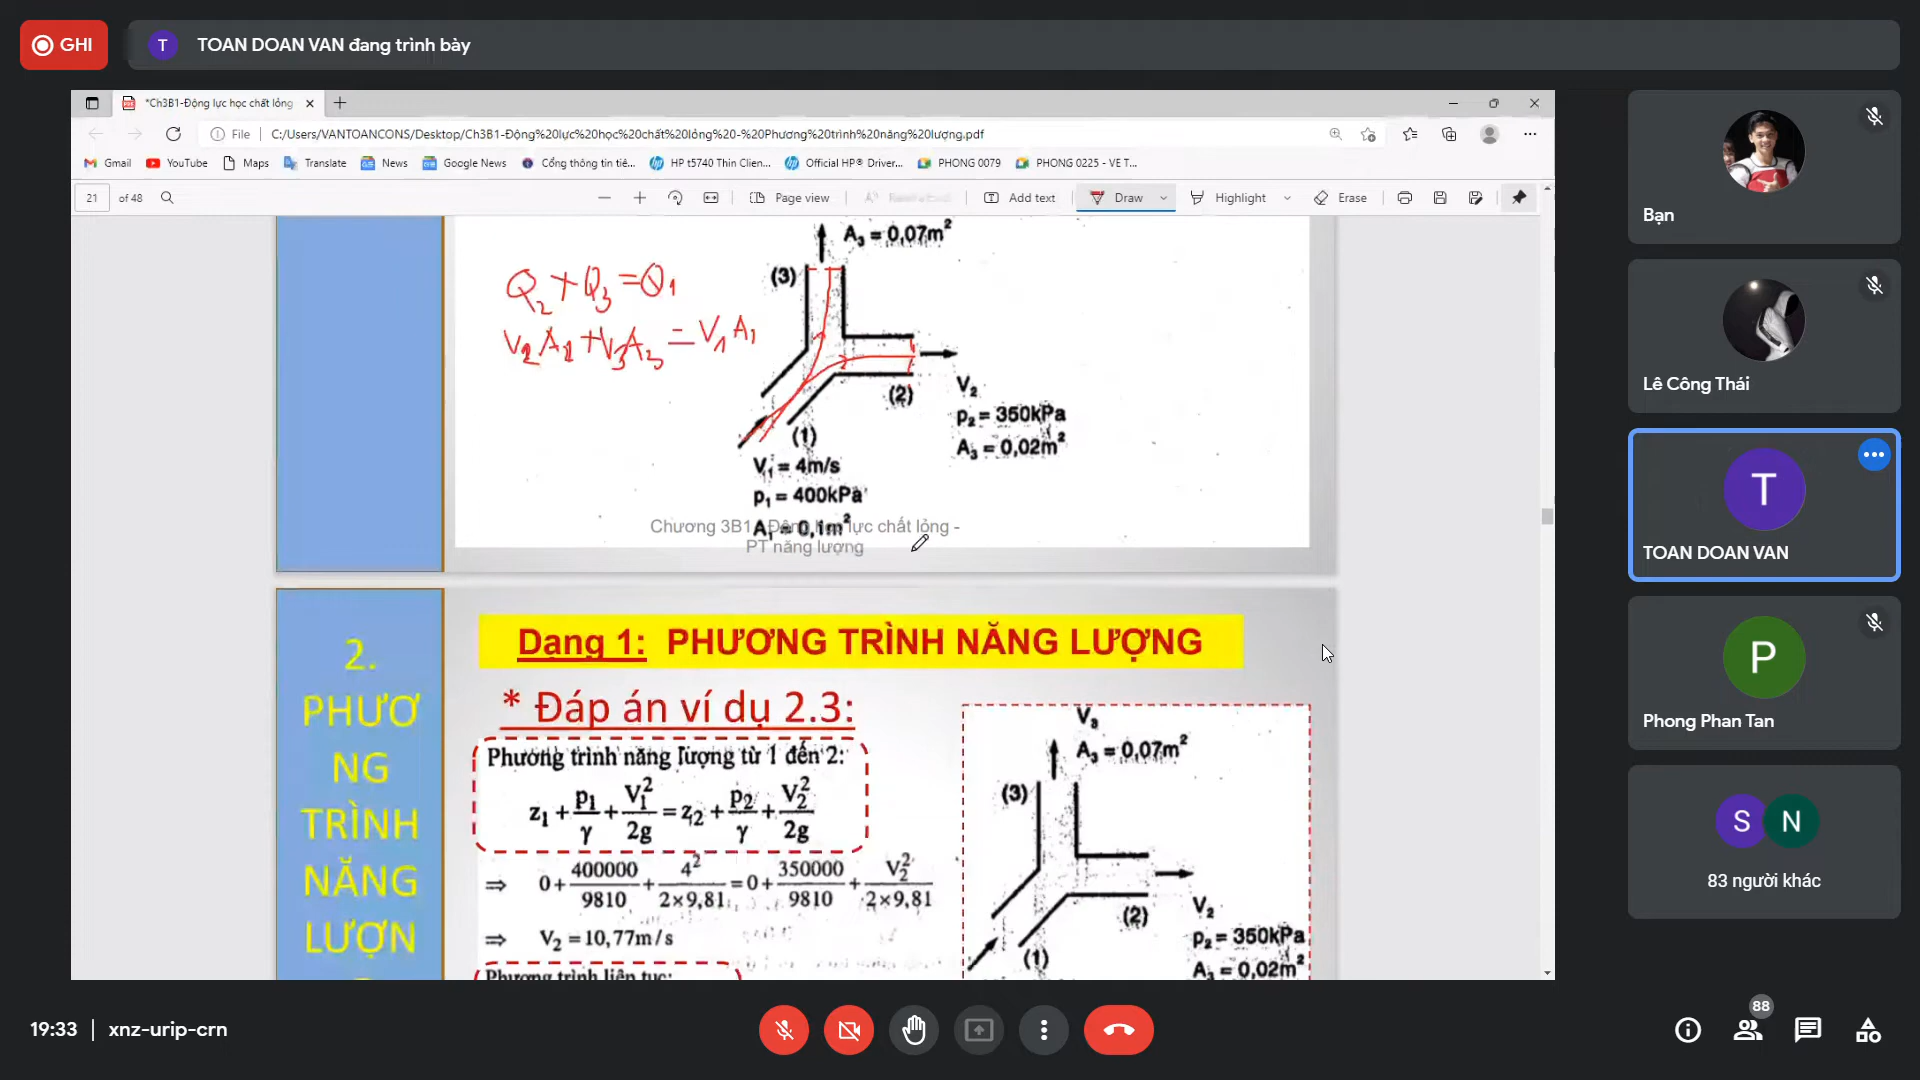 GHI
T TOAN DOAN VAN đang trình bày
*Ch3B1-Động lực học chất lỏng
File C:/Users/VANTOANCONS/Desktop/Ch3B1-Động%20lực%20học%20chất%20lỏng%20-%20Phương%20trình%20năng%20lượng.pdf
Gmail YouTube Maps Translate News Google News Cổng thông tin tiê... HP t5740 Thin Clien... Official HP® Driver... PHONG 0079 PHONG 0225 - VE T...
21 of 48 Page view Add text Draw Highlight Erase
A₃ = 0,07m²
(3)
Q₂ + Q₃ = Q₁
V₂A₂ + V₃A₃ = V₁A₁
V₂
(2)
p₂ = 350kPa
A₃ = 0,02m²
(1)
V₁ = 4m/s
p₁ = 400kPa
A₁ = 0,1m²
Chương 3B1 - Động học lực chất lỏng -
PT năng lượng
2.
PHƯƠ
NG
TRÌNH
NĂNG
LƯỢN
Dạng 1: PHƯƠNG TRÌNH NĂNG LƯỢNG
* Đáp án ví dụ 2.3:
Phương trình năng lượng từ 1 đến 2:
z₁ + p₁/γ + V₁²/2g = z₂ + p₂/γ + V₂²/2g
⇒ 0 + 400000/9810 + 4²/2×9,81 = 0 + 350000/9810 + V₂²/2×9,81
⇒ V₂ = 10,77m/s
Phương trình liên tục:
V₃
A₃ = 0,07m²
(3)
V₂
(2)
p₂ = 350kPa
(1)
A₃ = 0,02m²
Bạn
Lê Công Thái
T
TOAN DOAN VAN
P
Phong Phan Tan
S N
83 người khác
19:33 | xnz-urip-crn
88